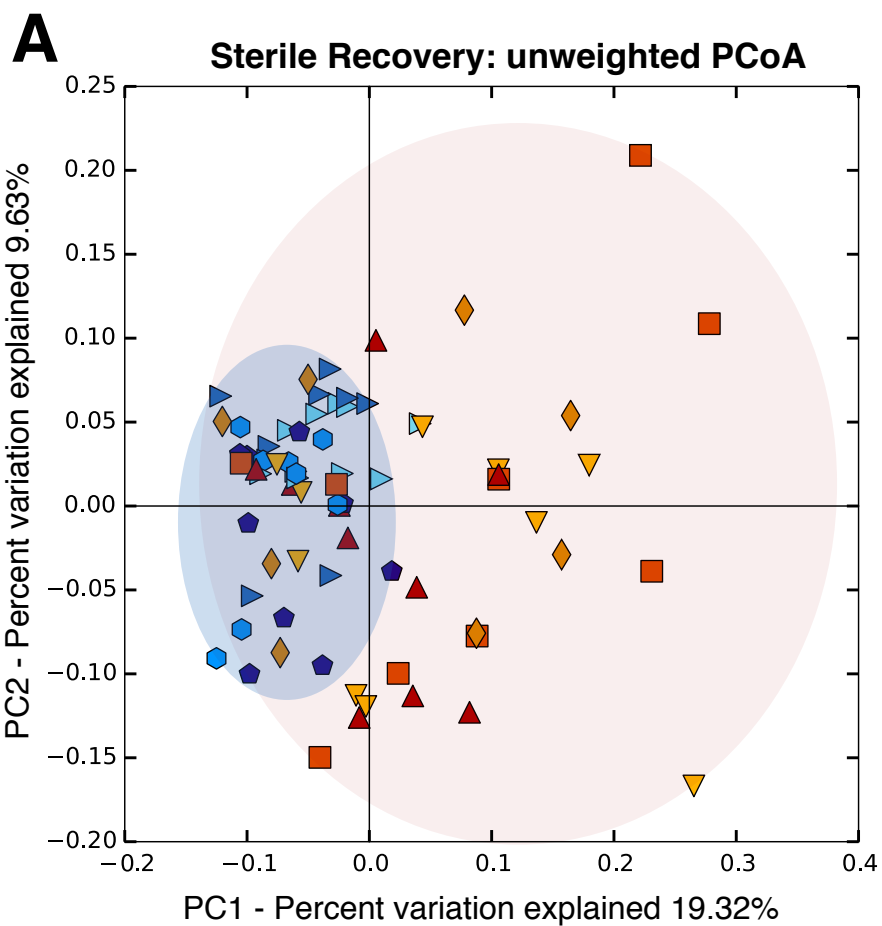 A
Sterile Recovery: unweighted PCoA
PC2 - Percent variation explained 9.63%
0.25
0.20
0.15
0.10
0.05
0.00
−0.05
−0.10
−0.15
−0.20
−0.2 −0.1 0.0 0.1 0.2 0.3 0.4
PC1 - Percent variation explained 19.32%